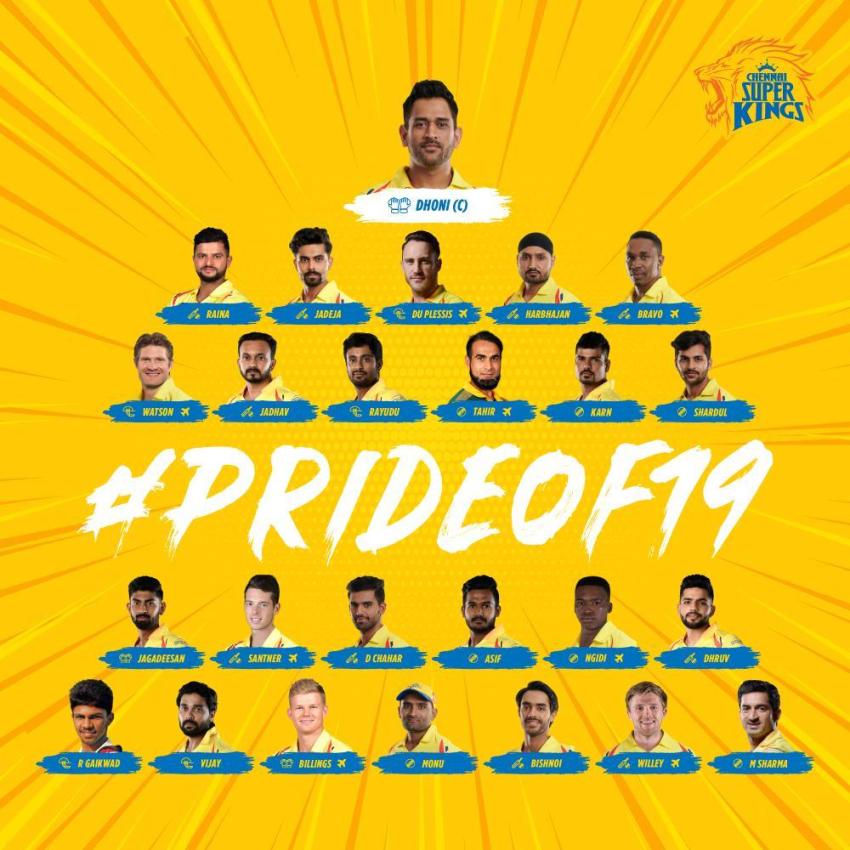 CHENNAI
SUPER
KINGS
DHONI (C)
RAINA
JADEJA
DU PLESSIS
HARBHAJAN
BRAVO
WATSON
JADHAV
RAYUDU
TAHIR
KARN
SHARDUL
#PRIDEOF19
JAGADEESAN
SANTNER
D CHAHAR
ASIF
NGIDI
DHRUV
R GAIKWAD
VIJAY
BILLINGS
MONU
BISHNOI
WILLEY
M SHARMA